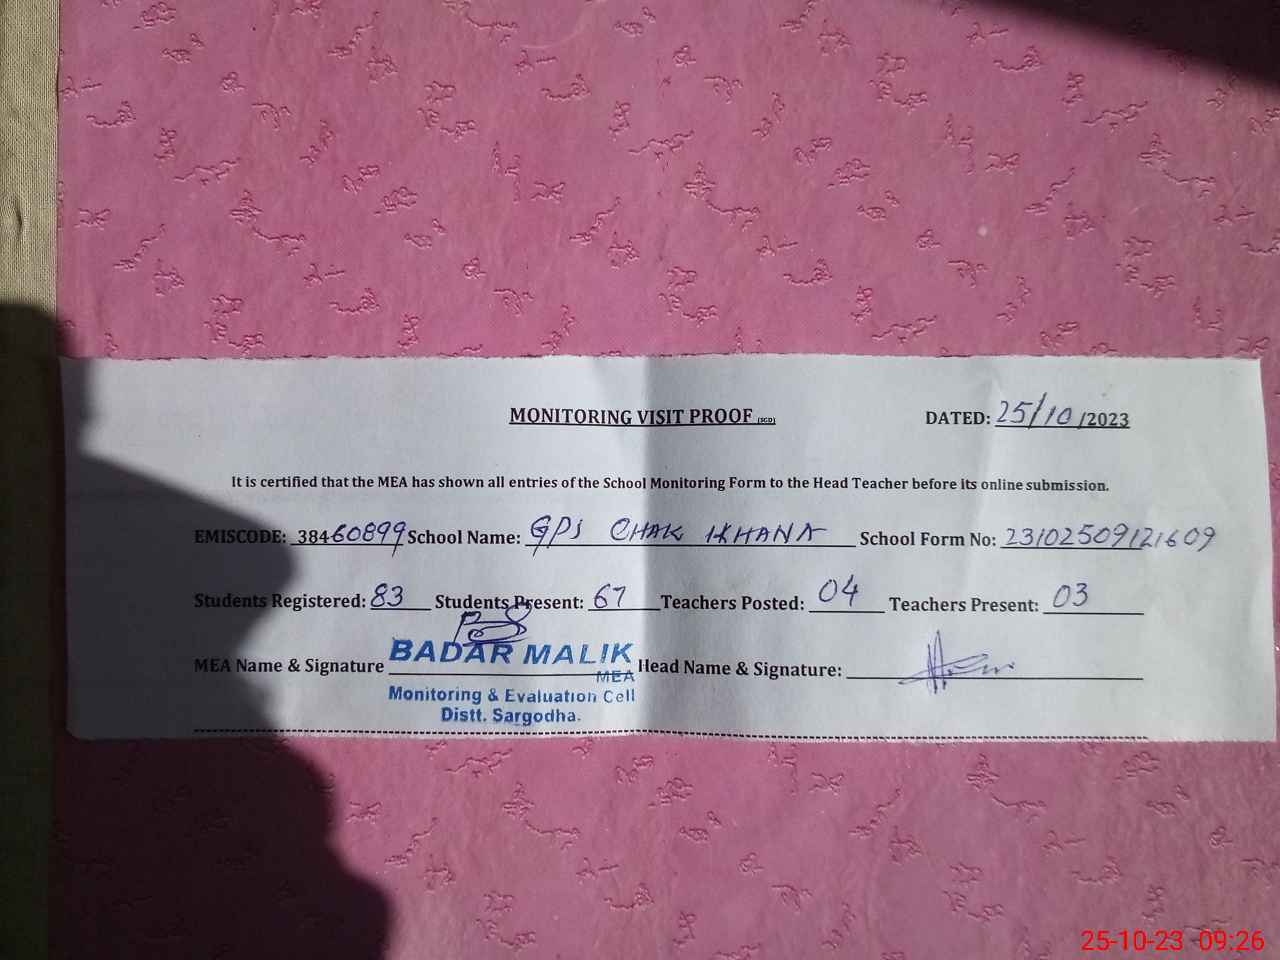 MONITORING VISIT PROOF (SGD) DATED: 25/10/2023
It is certified that the MEA has shown all entries of the School Monitoring Form to the Head Teacher before its online submission.
EMISCODE: 38460899 School Name: GPS CHAK KHANA School Form No: 23102509121609
Students Registered: 83 Students Present: 67 Teachers Posted: 04 Teachers Present: 03
MEA Name & Signature BADAR MALIK Head Name & Signature:
MEA
Monitoring & Evaluation Cell
Distt. Sargodha.
25-10-23 09:26